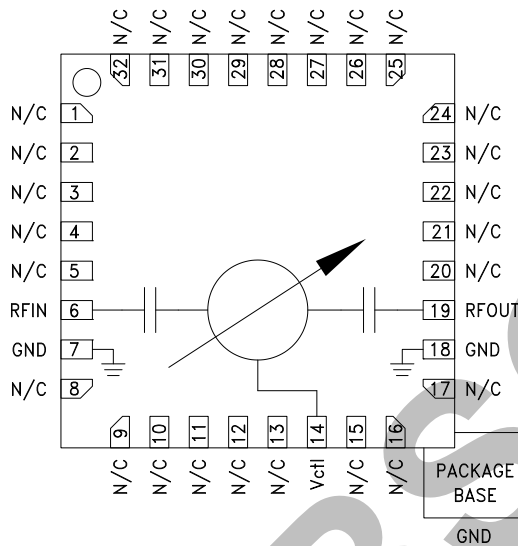 N/C N/C N/C N/C N/C N/C N/C N/C
32 31 30 29 28 27 26 25
N/C 1 24 N/C
N/C 2 23 N/C
N/C 3 22 N/C
N/C 4 21 N/C
N/C 5 20 N/C
RFIN 6 19 RFOUT
GND 7 18 GND
N/C 8 17 N/C
9 10 11 12 13 14 15 16
N/C N/C N/C N/C N/C Vctl N/C N/C
PACKAGE
BASE
GND